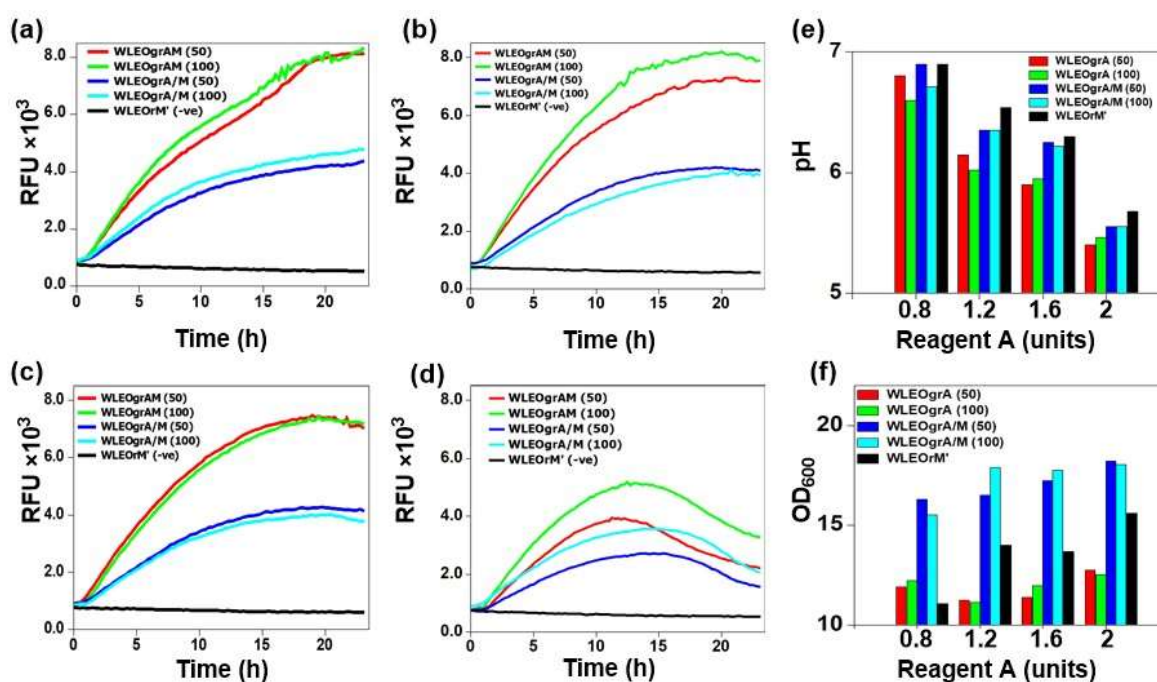 (a)
8.0
6.0
4.0
2.0
0.0
RFU ×10³
WLEOgrAM (50)
WLEOgrAM (100)
WLEOgrA/M (50)
WLEOgrA/M (100)
WLEOrM' (-ve)
0 5 10 15 20
Time (h)
(b)
8.0
6.0
4.0
2.0
0.0
RFU ×10³
WLEOgrAM (50)
WLEOgrAM (100)
WLEOgrA/M (50)
WLEOgrA/M (100)
WLEOrM' (-ve)
0 5 10 15 20
Time (h)
(e)
7
6
5
pH
WLEOgrA (50)
WLEOgrA (100)
WLEOgrA/M (50)
WLEOgrA/M (100)
WLEOrM'
0.8 1.2 1.6 2
Reagent A (units)
(c)
8.0
6.0
4.0
2.0
0.0
RFU ×10³
WLEOgrAM (50)
WLEOgrAM (100)
WLEOgrA/M (50)
WLEOgrA/M (100)
WLEOrM' (-ve)
0 5 10 15 20
Time (h)
(d)
8.0
6.0
4.0
2.0
0.0
RFU ×10³
WLEOgrAM (50)
WLEOgrAM (100)
WLEOgrA/M (50)
WLEOgrA/M (100)
WLEOrM' (-ve)
0 5 10 15 20
Time (h)
(f)
20
15
10
OD₆₀₀
WLEOgrA (50)
WLEOgrA (100)
WLEOgrA/M (50)
WLEOgrA/M (100)
WLEOrM'
0.8 1.2 1.6 2
Reagent A (units)